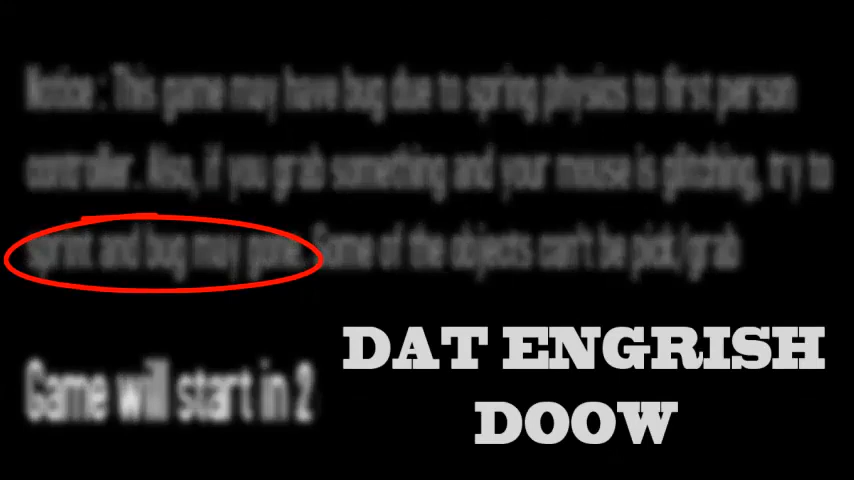 Notice : This game may have bug due to spring physics to first person
controller. Also, if you grab something and your mouse is glitching, try to
sprint and bug may gone. Some of the objects can't be pick/grab
Game will start in 2
DAT ENGRISH
DOOW